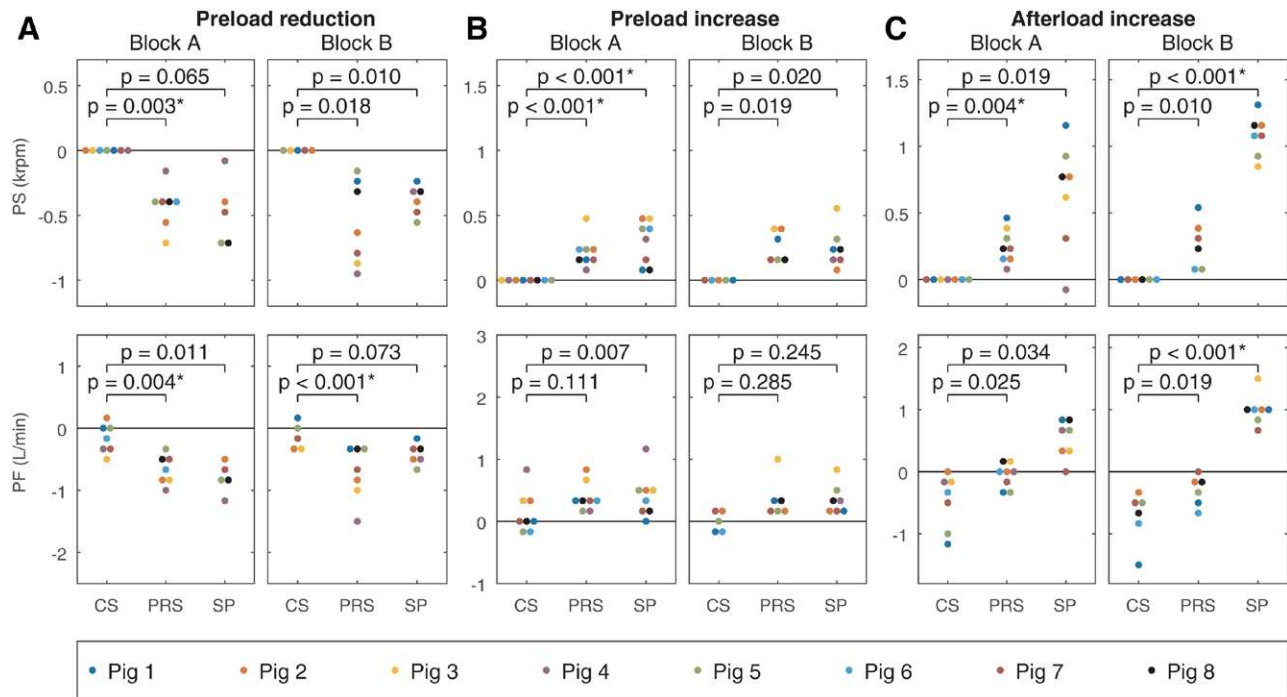 A Preload reduction
Block A Block B
B Preload increase
Block A Block B
C Afterload increase
Block A Block B
PS (krpm)
0.5
0
-0.5
-1
p = 0.065
p = 0.003*
p = 0.010
p = 0.018
1.5
1
0.5
0
p < 0.001*
p < 0.001*
p = 0.020
p = 0.019
1.5
1
0.5
0
p = 0.019
p = 0.004*
p < 0.001*
p = 0.010
PF (L/min)
1
0
-1
-2
p = 0.011
p = 0.004*
p = 0.073
p < 0.001*
3
2
1
0
-1
p = 0.007
p = 0.111
p = 0.245
p = 0.285
2
1
0
-1
p = 0.034
p = 0.025
p < 0.001*
p = 0.019
CS PRS SP CS PRS SP CS PRS SP CS PRS SP CS PRS SP CS PRS SP
Pig 1 Pig 2 Pig 3 Pig 4 Pig 5 Pig 6 Pig 7 Pig 8